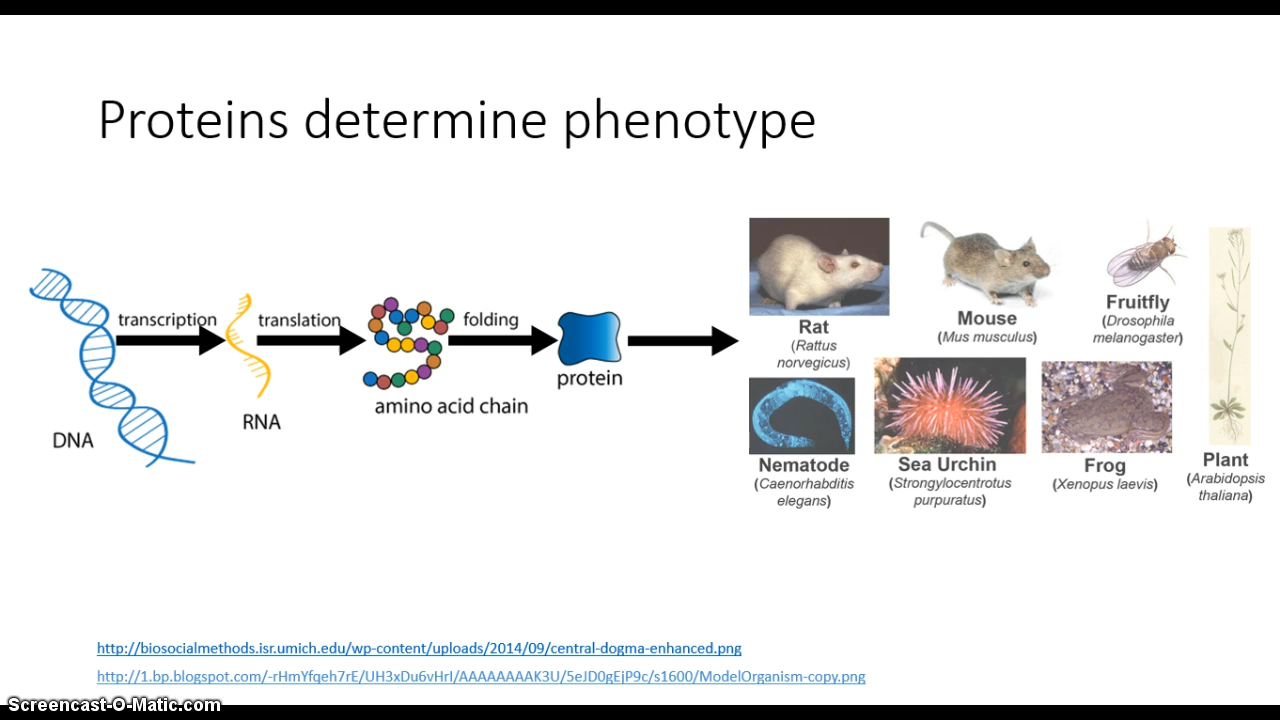 Proteins determine phenotype
transcription
translation
folding
DNA
RNA
amino acid chain
protein
Rat
(Rattus
norvegicus)
Mouse
(Mus musculus)
Fruitfly
(Drosophila
melanogaster)
Nematode
(Caenorhabditis
elegans)
Sea Urchin
(Strongylocentrotus
purpuratus)
Frog
(Xenopus laevis)
Plant
(Arabidopsis
thaliana)
http://biosocialmethods.isr.umich.edu/wp-content/uploads/2014/09/central-dogma-enhanced.png
http://1.bp.blogspot.com/-rHmYfqeh7rE/UH3xDu6vHrI/AAAAAAAAK3U/5eJD0gEjP9c/s1600/ModelOrganism-copy.png
Screencast-O-Matic.com